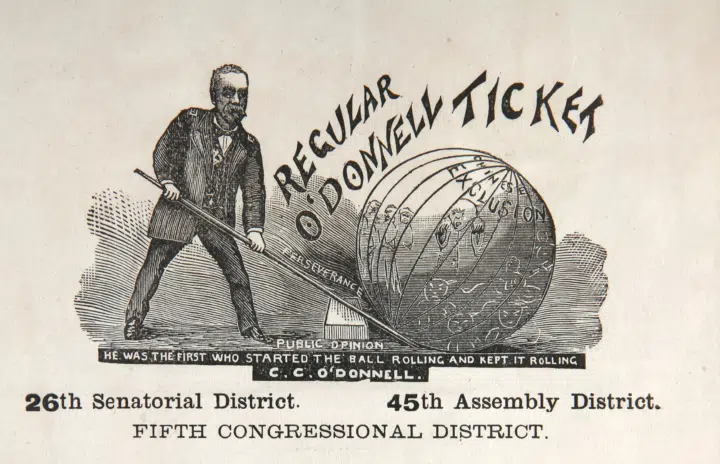 REGULAR
O'DONNELL TICKET
CHINESE
EXCLUSION
PERSEVERANCE
PUBLIC OPINION
HE WAS THE FIRST WHO STARTED THE BALL ROLLING AND KEPT IT ROLLING
C. C. O'DONNELL.
26th Senatorial District. 45th Assembly District.
FIFTH CONGRESSIONAL DISTRICT.